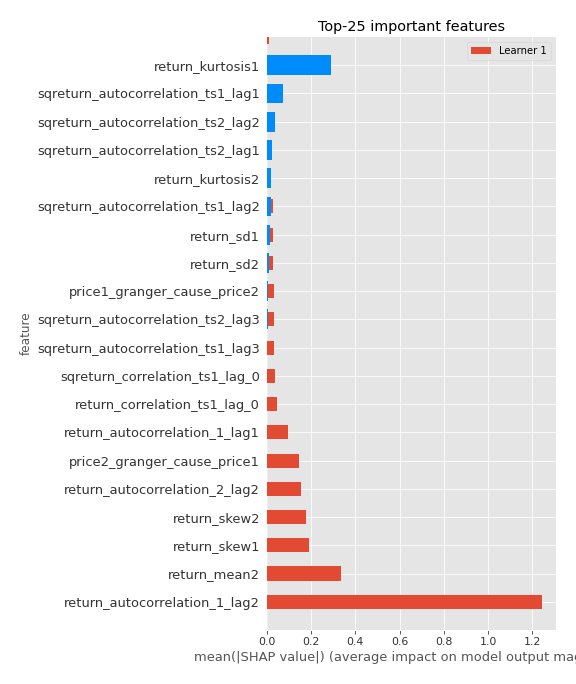 Top-25 important features
Learner 1
return_kurtosis1
sqreturn_autocorrelation_ts1_lag1
sqreturn_autocorrelation_ts2_lag2
sqreturn_autocorrelation_ts2_lag1
return_kurtosis2
sqreturn_autocorrelation_ts1_lag2
return_sd1
return_sd2
price1_granger_cause_price2
sqreturn_autocorrelation_ts2_lag3
sqreturn_autocorrelation_ts1_lag3
sqreturn_correlation_ts1_lag_0
return_correlation_ts1_lag_0
return_autocorrelation_1_lag1
price2_granger_cause_price1
return_autocorrelation_2_lag2
return_skew2
return_skew1
return_mean2
return_autocorrelation_1_lag2
feature
0.0 0.2 0.4 0.6 0.8 1.0 1.2
mean(|SHAP value|) (average impact on model output mag